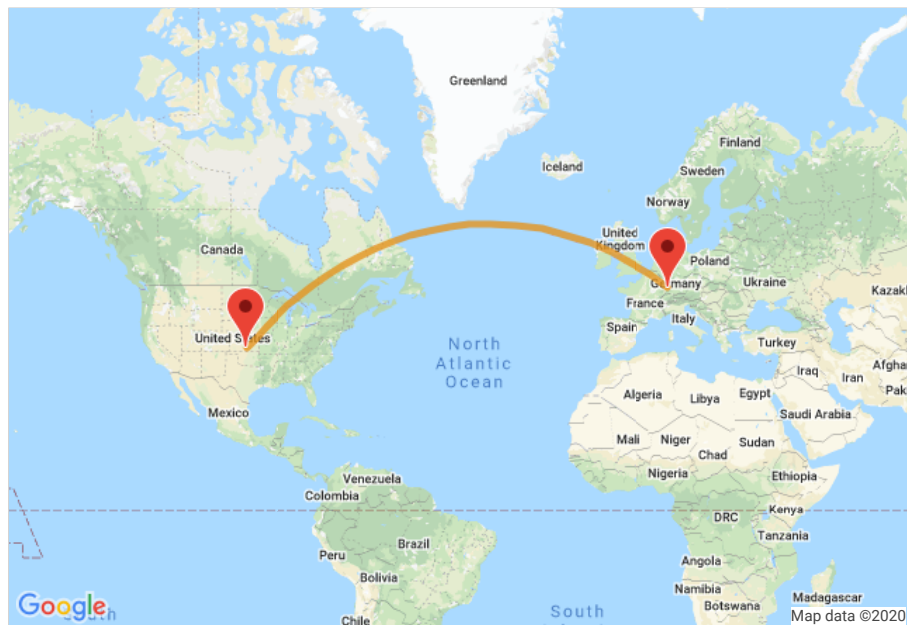 Greenland
Finland
Iceland
Sweden
Norway
United
Kingdom
Canada
Poland
Germany
Ukraine
Kazakh
France
United States
Italy
Spain
North
Atlantic
Ocean
Turkey
Afgha
Iraq
Iran
Pak
Algeria
Libya
Egypt
Mexico
Saudi Arabia
Mali
Niger
Sudan
Chad
Venezuela
Nigeria
Ethiopia
Colombia
Kenya
DRC
Tanzania
Brazil
Peru
Angola
Bolivia
Namibia
Madagascar
Botswana
Google
South
South
Chile
Map data ©2020